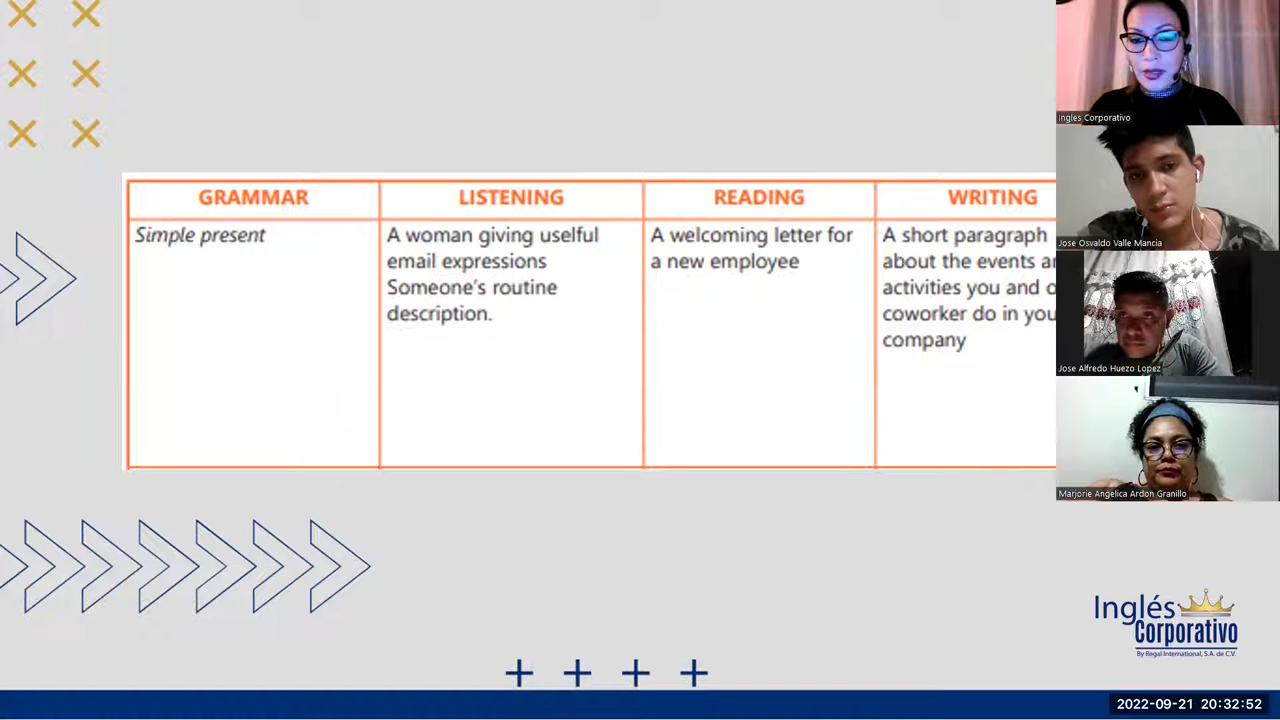 GRAMMAR
LISTENING
READING
WRITING
Simple present
A woman giving uselful
email expressions
Someone's routine
description.
A welcoming letter for
a new employee
A short paragraph
about the events
activities you and
coworker do in
company
Ingles Corporativo
Jose Osvaldo Valle Mancia
Jose Alfredo Huezo Lopez
Marjorie Angelica Ardon Granillo
Inglés
Corporativo
By Regal International, S.A. de C.V.
2022-09-21 20:32:52